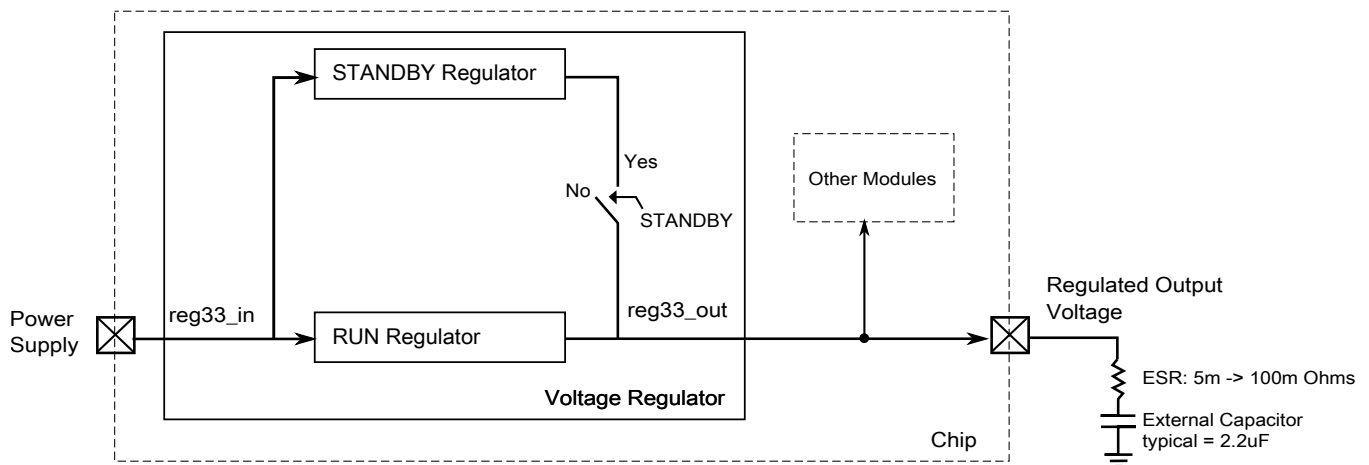 STANDBY Regulator
Yes
No
STANDBY
Other Modules
Power
Supply
reg33_in
RUN Regulator
reg33_out
Regulated Output
Voltage
Voltage Regulator
Chip
ESR: 5m -> 100m Ohms
External Capacitor
typical = 2.2uF